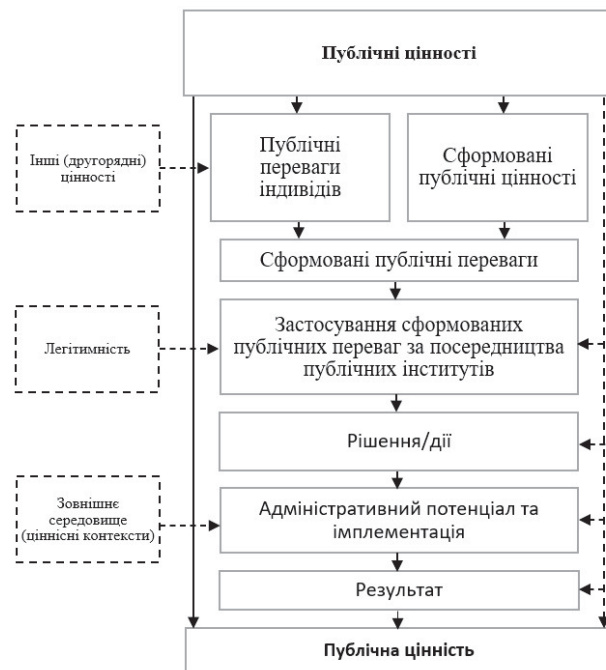 Публічні цінності
Інші (другорядні)
цінності
Публічні
переваги
індивідів
Сформовані
публічні цінності
Сформовані публічні переваги
Легітимність
Застосування сформованих
публічних переваг за посередництва
публічних інститутів
Рішення/дії
Зовнішнє
середовище
(ціннісні контексти)
Адміністративний потенціал та
імплементація
Результат
Публічна цінність